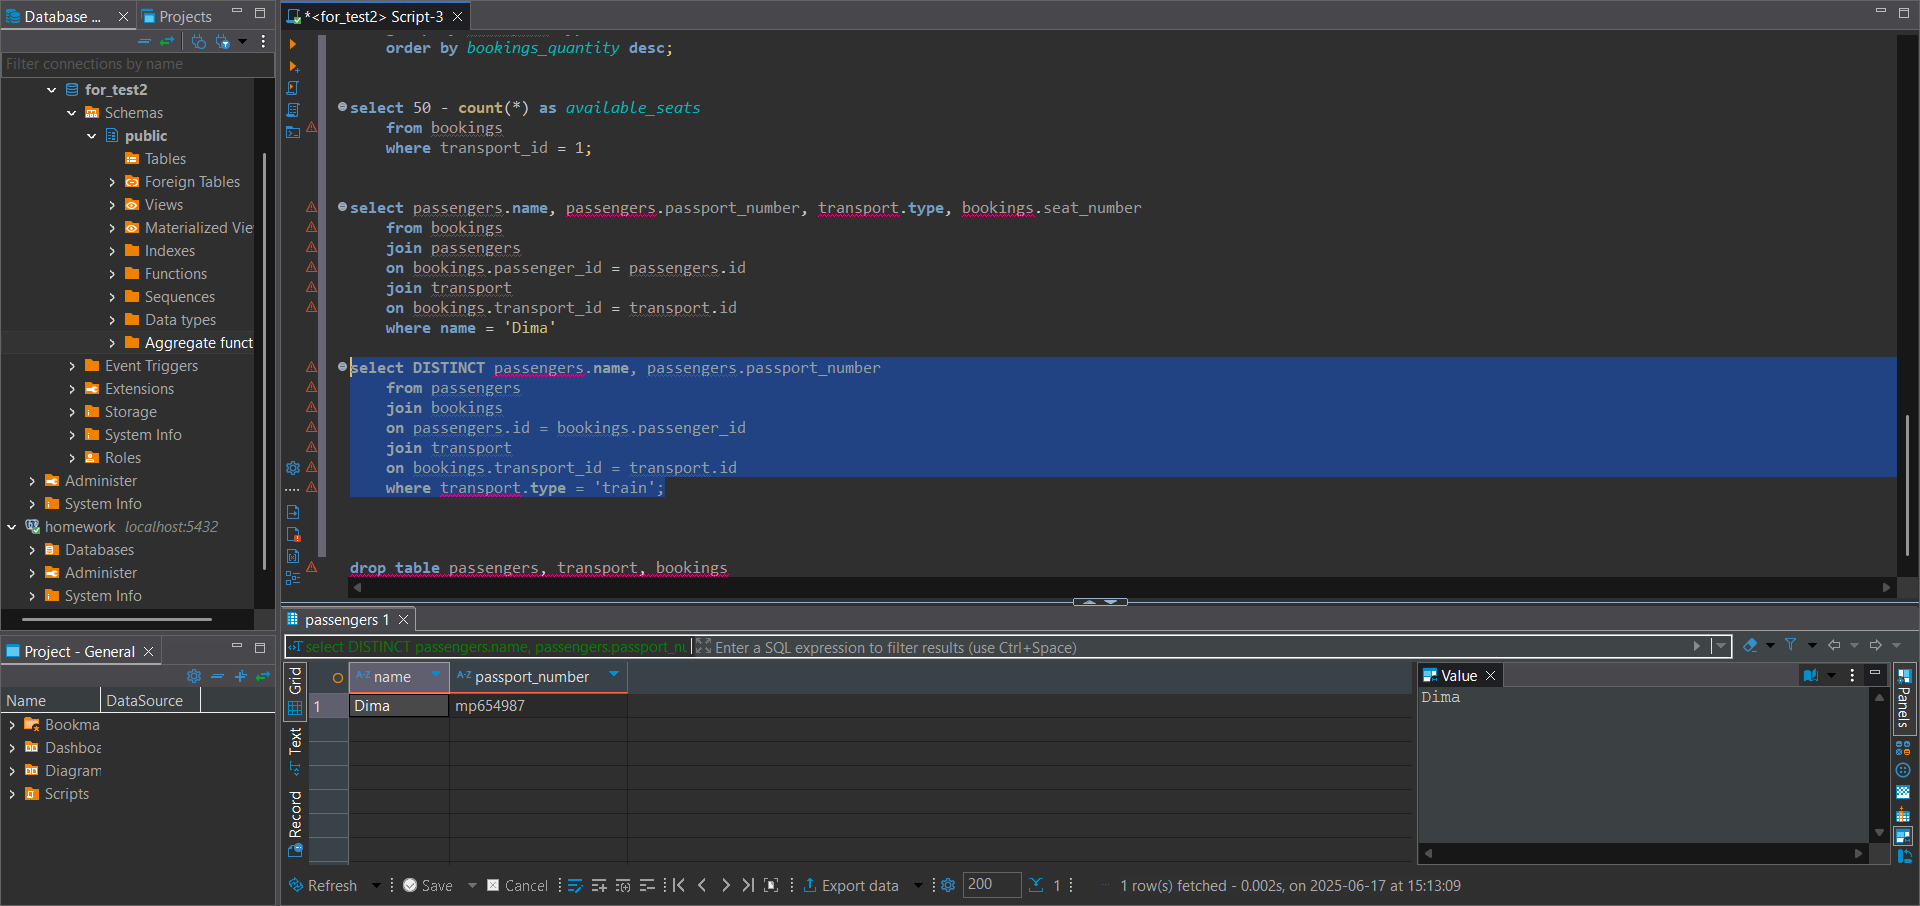 Database ...
Projects
Filter connections by name
for_test2
Schemas
public
Tables
Foreign Tables
Views
Materialized Vie
Indexes
Functions
Sequences
Data types
Aggregate funct
Event Triggers
Extensions
Storage
System Info
Roles
Administer
System Info
homework localhost:5432
Databases
Administer
System Info
Project - General
Name DataSource
Bookma
Dashboa
Diagram
Scripts
*<for_test2> Script-3
order by bookings_quantity desc;
select 50 - count(*) as available_seats
from bookings
where transport_id = 1;
select passengers.name, passengers.passport_number, transport.type, bookings.seat_number
from bookings
join passengers
on bookings.passenger_id = passengers.id
join transport
on bookings.transport_id = transport.id
where name = 'Dima'
select DISTINCT passengers.name, passengers.passport_number
from passengers
join bookings
on passengers.id = bookings.passenger_id
join transport
on bookings.transport_id = transport.id
where transport.type = 'train';
drop table passengers, transport, bookings
passengers 1
select DISTINCT passengers.name, passengers.passport_nu
Enter a SQL expression to filter results (use Ctrl+Space)
Grid
Text
Record
A-Z name A-Z passport_number
1 Dima mp654987
Value
Dima
Panels
Refresh Save Cancel Export data 200 1 1 row(s) fetched - 0.002s, on 2025-06-17 at 15:13:09